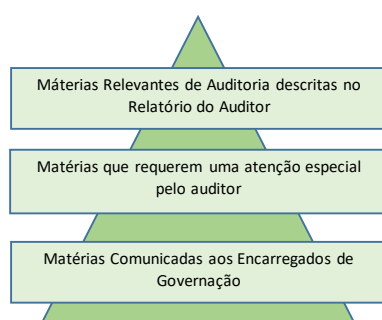 Máterias Relevantes de Auditoria descritas no
Relatório do Auditor
Matérias que requerem uma atenção especial
pelo auditor
Matérias Comunicadas aos Encarregados de
Governação